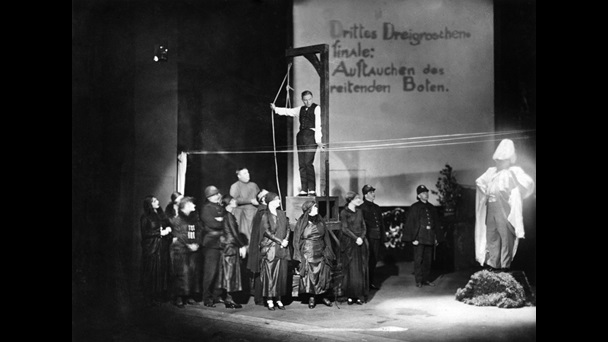 Drittes Dreigroschen-
finale:
Auftauchen des
reitenden Boten.